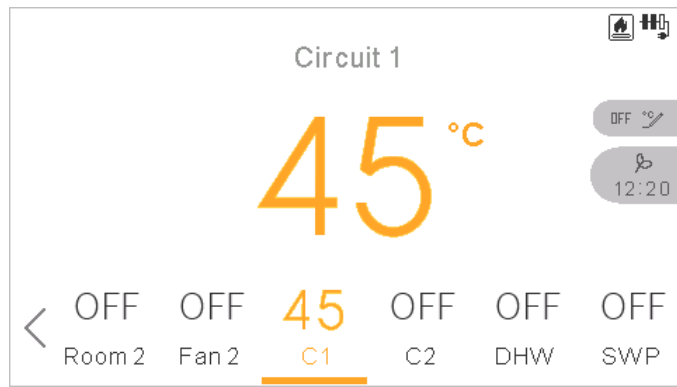 Circuit 1
45 °C
OFF °C
12:20
OFF OFF 45 OFF OFF OFF
Room 2 Fan 2 C1 C2 DHW SWP